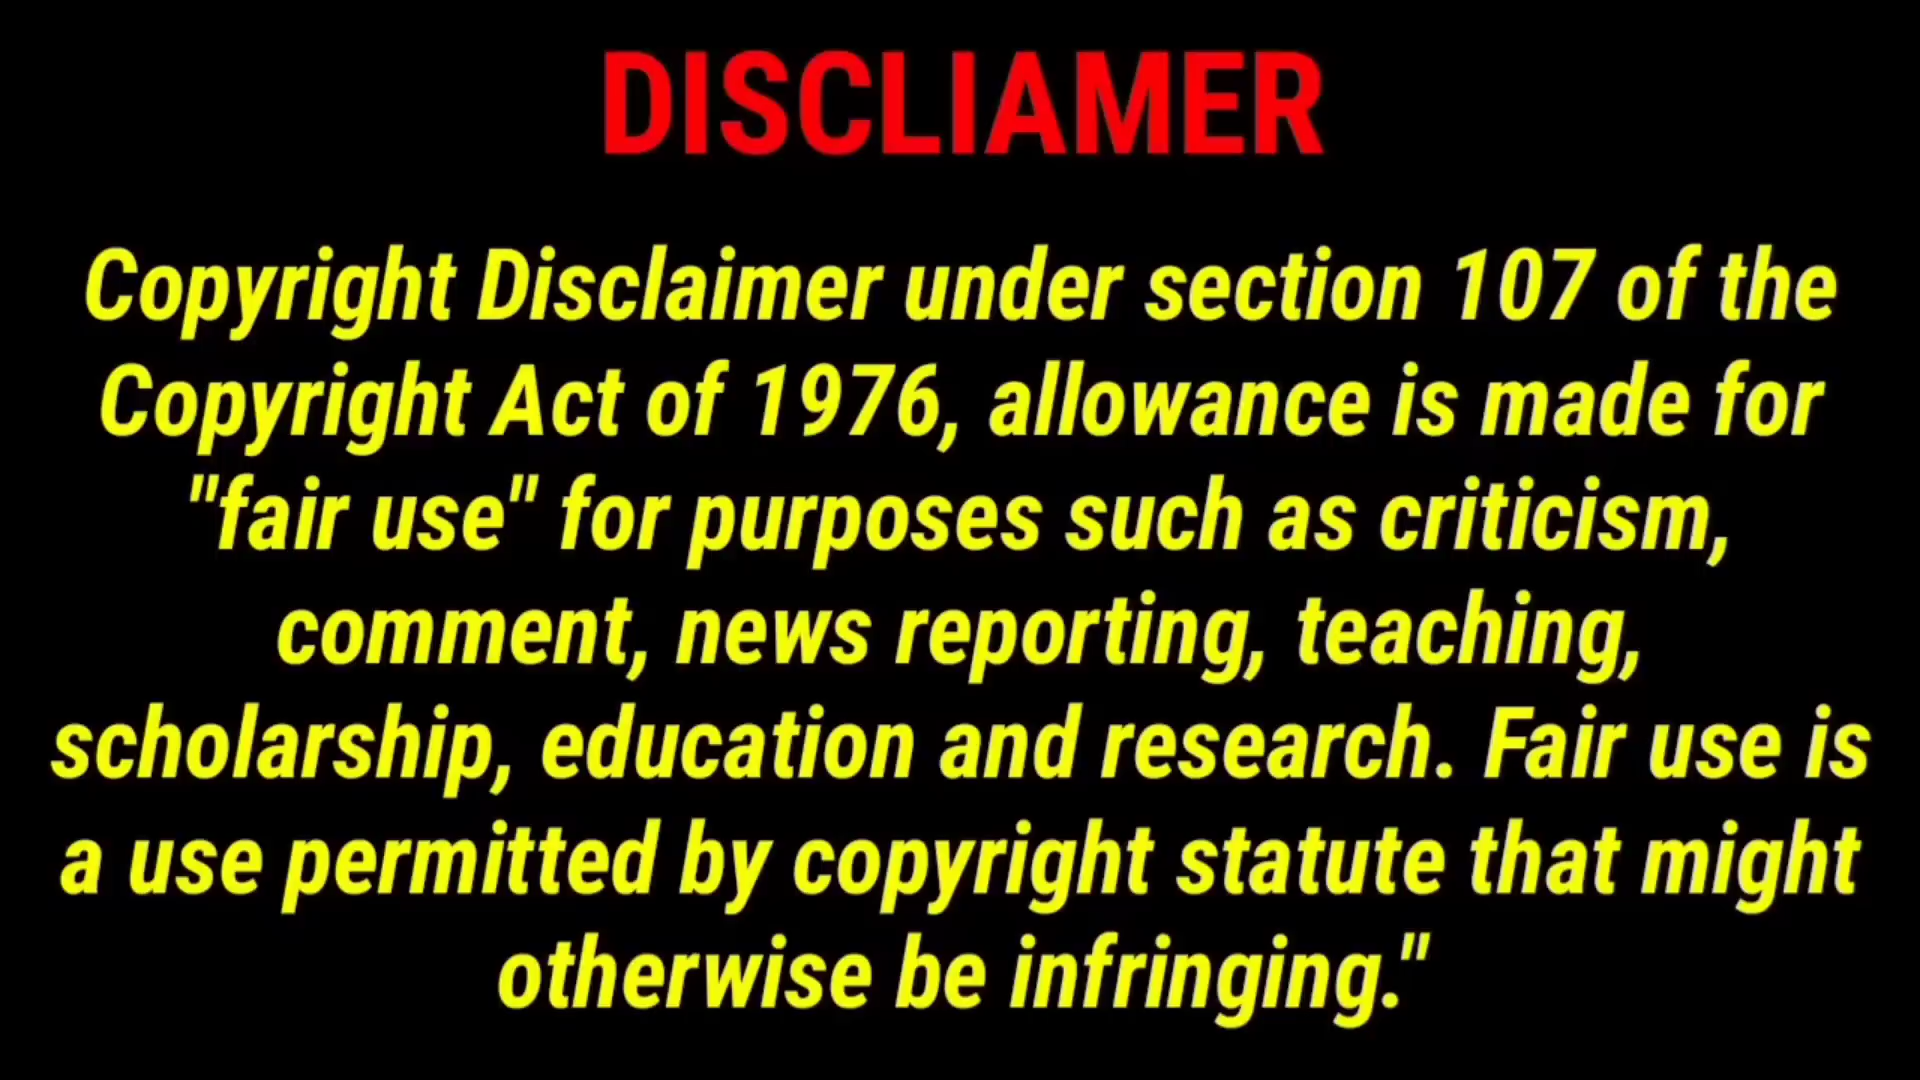 DISCLIAMER
Copyright Disclaimer under section 107 of the
Copyright Act of 1976, allowance is made for
"fair use" for purposes such as criticism,
comment, news reporting, teaching,
scholarship, education and research. Fair use is
a use permitted by copyright statute that might
otherwise be infringing."